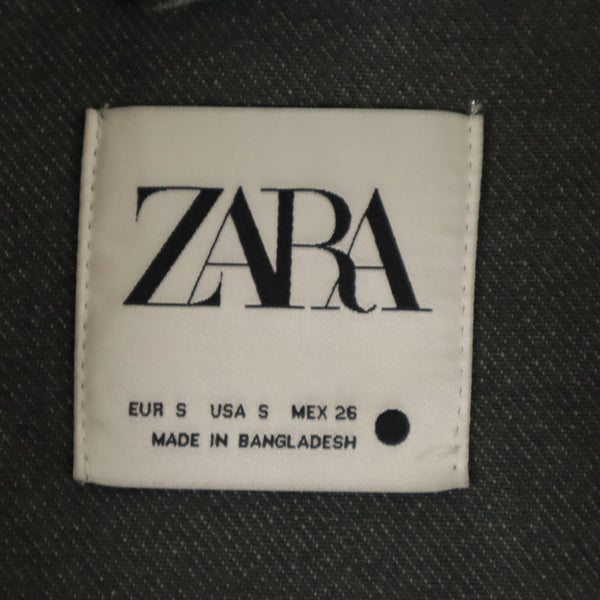 ZARA
EUR S USA S MEX 26
MADE IN BANGLADESH